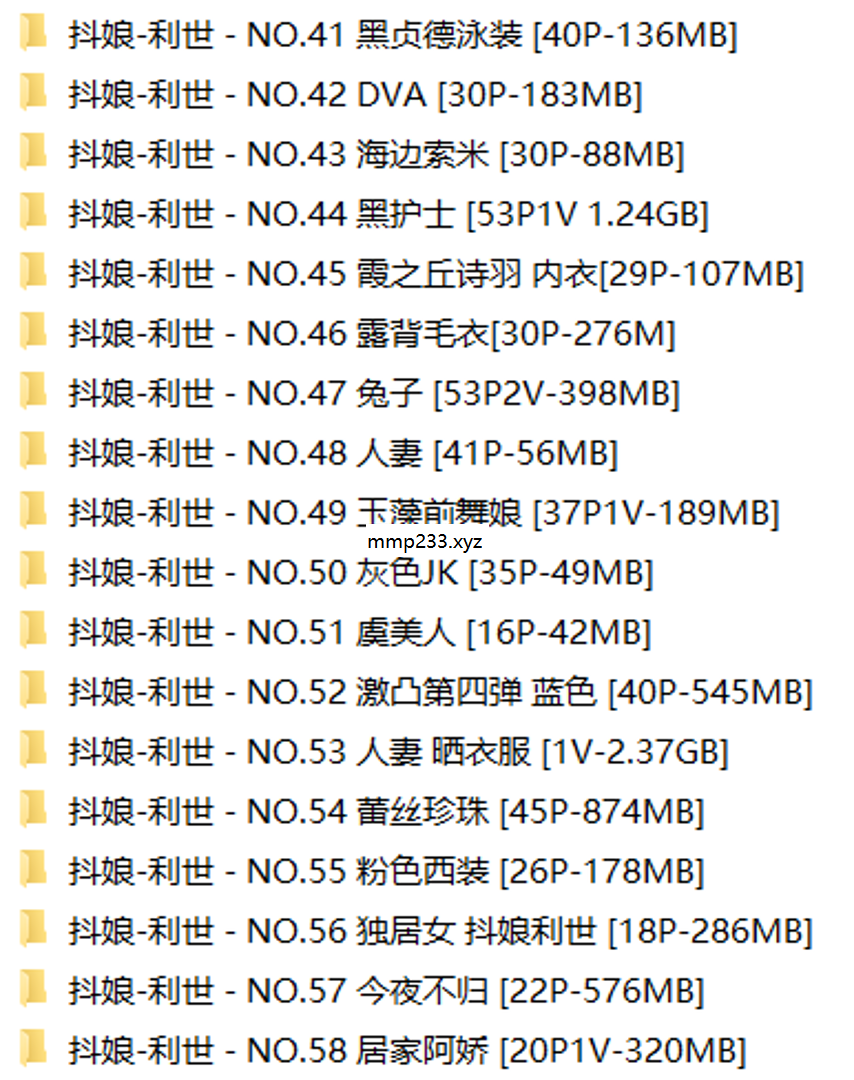 抖娘-利世 - NO.41 黑贞德泳装 [40P-136MB]
抖娘-利世 - NO.42 DVA [30P-183MB]
抖娘-利世 - NO.43 海边索米 [30P-88MB]
抖娘-利世 - NO.44 黑护士 [53P1V 1.24GB]
抖娘-利世 - NO.45 霞之丘诗羽 内衣[29P-107MB]
抖娘-利世 - NO.46 露背毛衣[30P-276M]
抖娘-利世 - NO.47 兔子 [53P2V-398MB]
抖娘-利世 - NO.48 人妻 [41P-56MB]
抖娘-利世 - NO.49 玉藻前舞娘 [37P1V-189MB]
mmp233.xyz
抖娘-利世 - NO.50 灰色JK [35P-49MB]
抖娘-利世 - NO.51 虞美人 [16P-42MB]
抖娘-利世 - NO.52 激凸第四弹 蓝色 [40P-545MB]
抖娘-利世 - NO.53 人妻 晒衣服 [1V-2.37GB]
抖娘-利世 - NO.54 蕾丝珍珠 [45P-874MB]
抖娘-利世 - NO.55 粉色西装 [26P-178MB]
抖娘-利世 - NO.56 独居女 抖娘利世 [18P-286MB]
抖娘-利世 - NO.57 今夜不归 [22P-576MB]
抖娘-利世 - NO.58 居家阿娇 [20P1V-320MB]